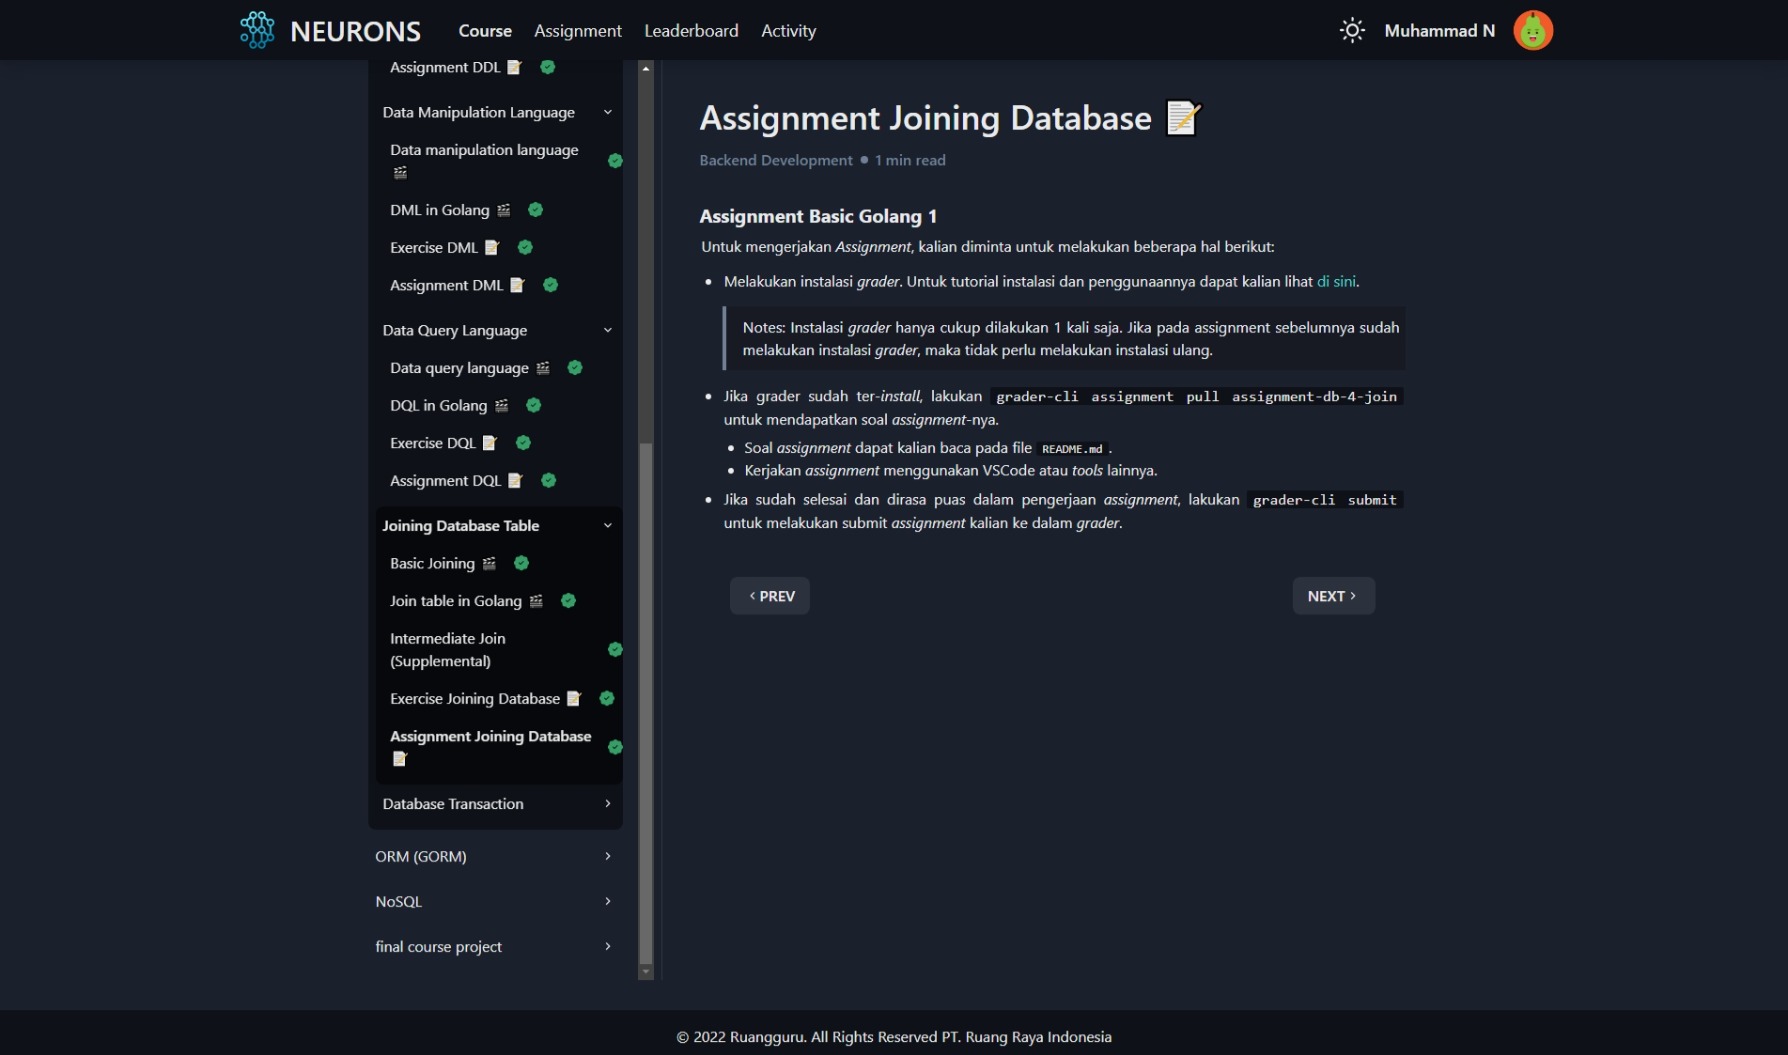 NEURONS
Course
Assignment
Leaderboard
Activity
Muhammad N
Assignment DDL 📝
Data Manipulation Language
Data manipulation language
🎬
DML in Golang 🎬
Exercise DML 📝
Assignment DML 📝
Data Query Language
Data query language 🎬
DQL in Golang 🎬
Exercise DQL 📝
Assignment DQL 📝
Joining Database Table
Basic Joining 🎬
Join table in Golang 🎬
Intermediate Join
(Supplemental)
Exercise Joining Database 📝
Assignment Joining Database
📝
Database Transaction
ORM (GORM)
NoSQL
final course project
Assignment Joining Database 📝
Backend Development • 1 min read
Assignment Basic Golang 1
Untuk mengerjakan Assignment, kalian diminta untuk melakukan beberapa hal berikut:
• Melakukan instalasi grader. Untuk tutorial instalasi dan penggunaannya dapat kalian lihat di sini.
Notes: Instalasi grader hanya cukup dilakukan 1 kali saja. Jika pada assignment sebelumnya sudah
melakukan instalasi grader, maka tidak perlu melakukan instalasi ulang.
• Jika grader sudah ter-install, lakukan grader-cli assignment pull assignment-db-4-join
untuk mendapatkan soal assignment-nya.
• Soal assignment dapat kalian baca pada file README.md .
• Kerjakan assignment menggunakan VSCode atau tools lainnya.
• Jika sudah selesai dan dirasa puas dalam pengerjaan assignment, lakukan grader-cli submit
untuk melakukan submit assignment kalian ke dalam grader.
‹ PREV
NEXT ›
© 2022 Ruangguru. All Rights Reserved PT. Ruang Raya Indonesia